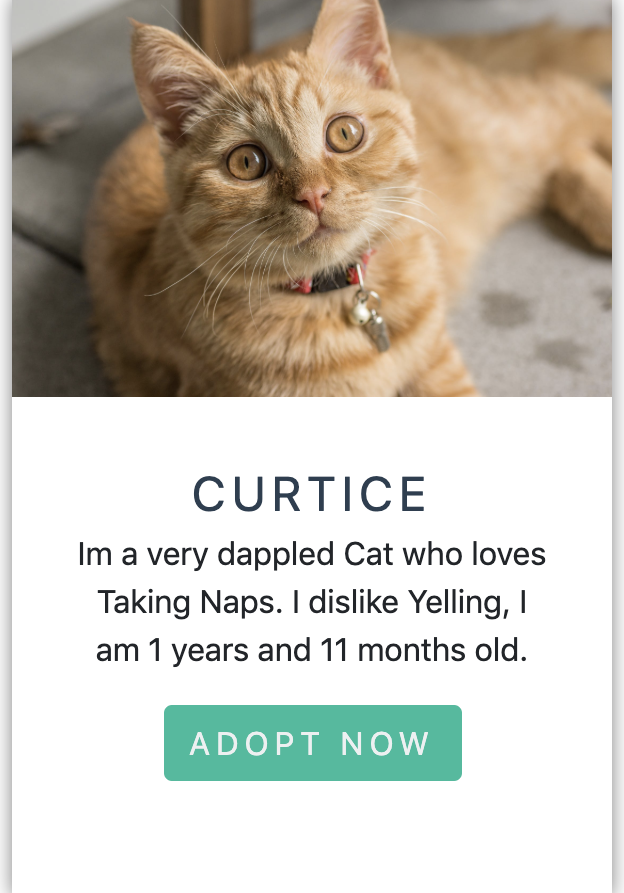 CURTICE
Im a very dappled Cat who loves
Taking Naps. I dislike Yelling, I
am 1 years and 11 months old.
ADOPT NOW